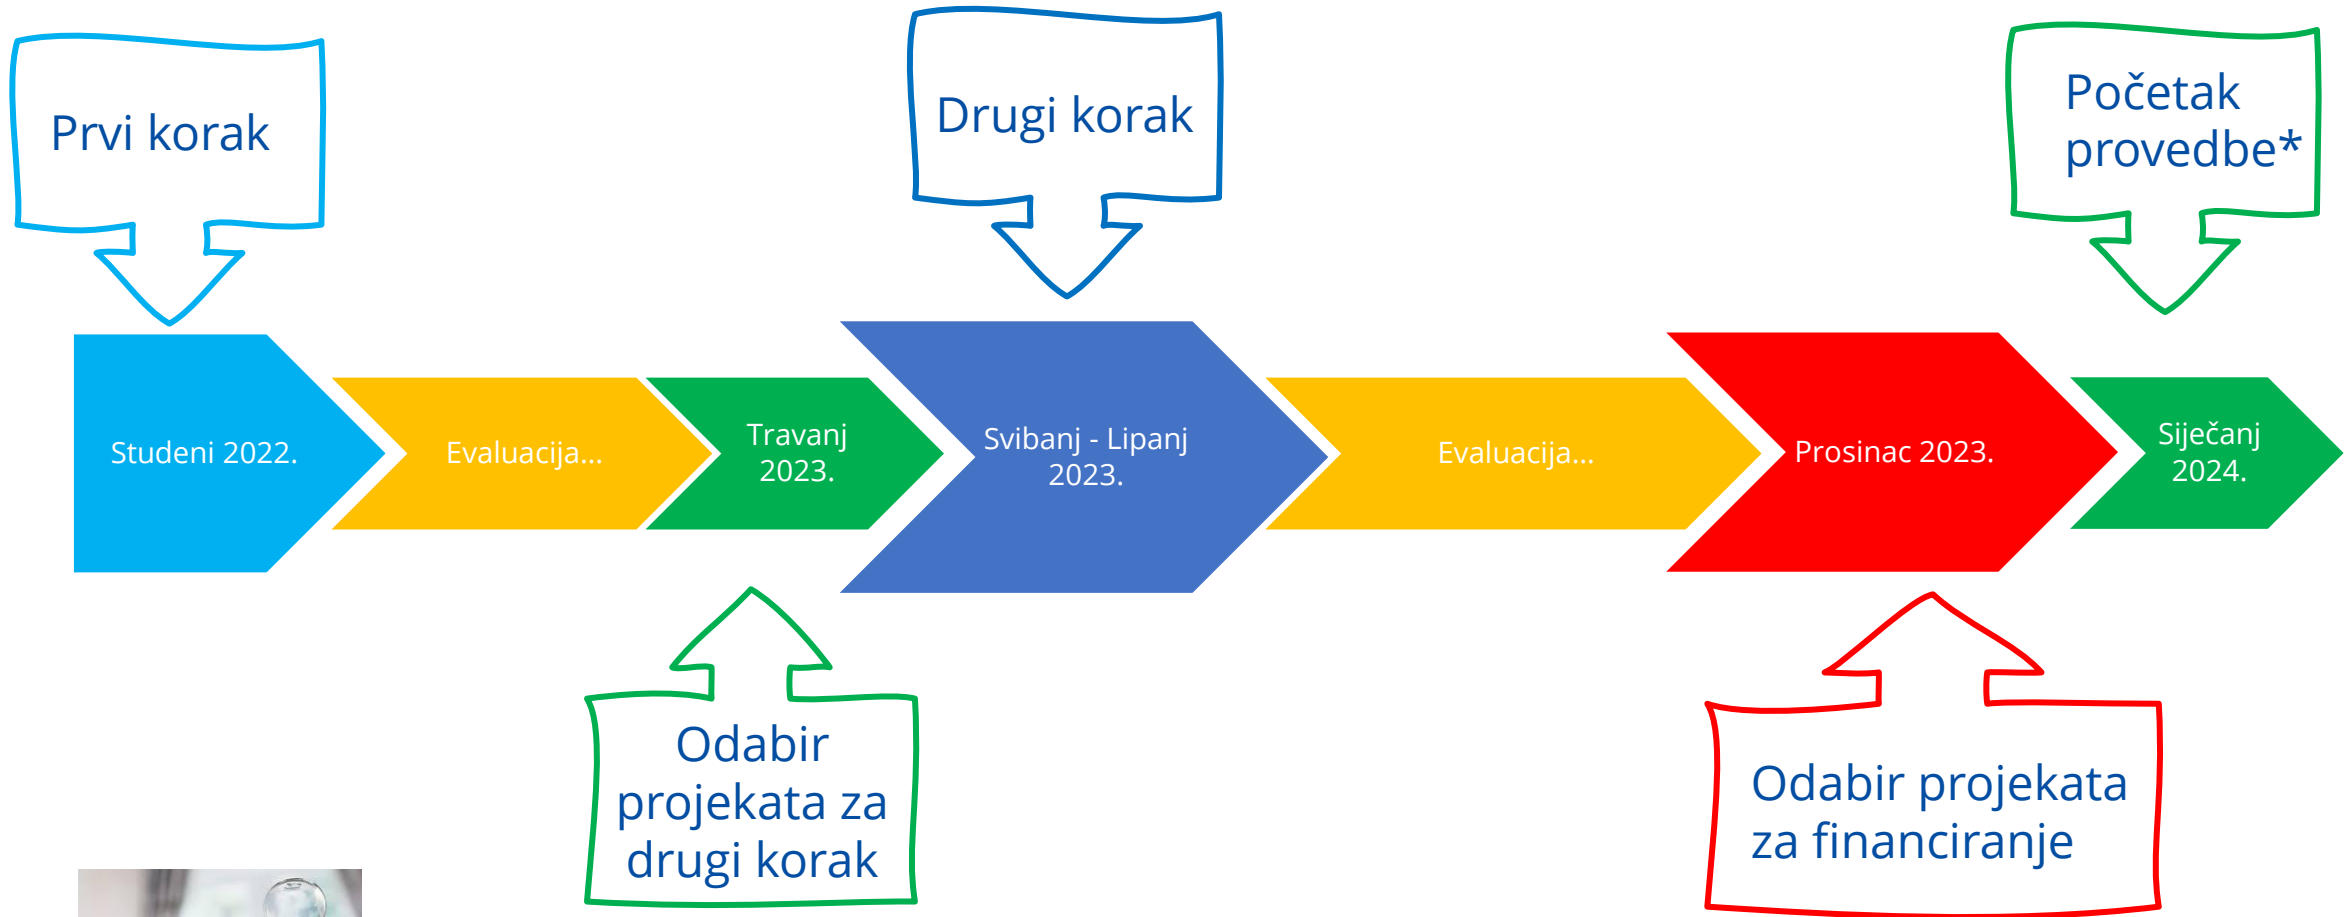 Prvi korak
Drugi korak
Početak
provedbe*
Studeni 2022.
Evaluacija...
Travanj
2023.
Svibanj - Lipanj
2023.
Evaluacija...
Prosinac 2023.
Siječanj
2024.
Odabir
projekata za
drugi korak
Odabir projekata
za financiranje